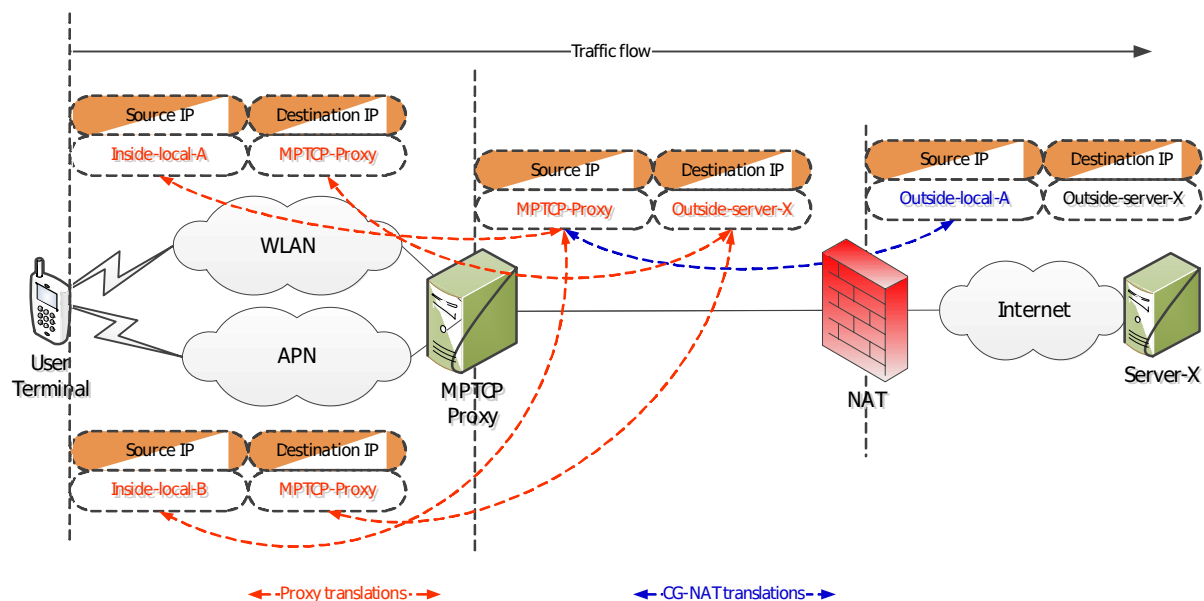 Traffic flow
Source IP
Destination IP
Inside-local-A
MPTCP-Proxy
Source IP
Destination IP
MPTCP-Proxy
Outside-server-X
Source IP
Destination IP
Outside-local-A
Outside-server-X
WLAN
APN
Internet
User
Terminal
MPTCP
Proxy
NAT
Server-X
Source IP
Destination IP
Inside-local-B
MPTCP-Proxy
Proxy translations
CG-NAT translations